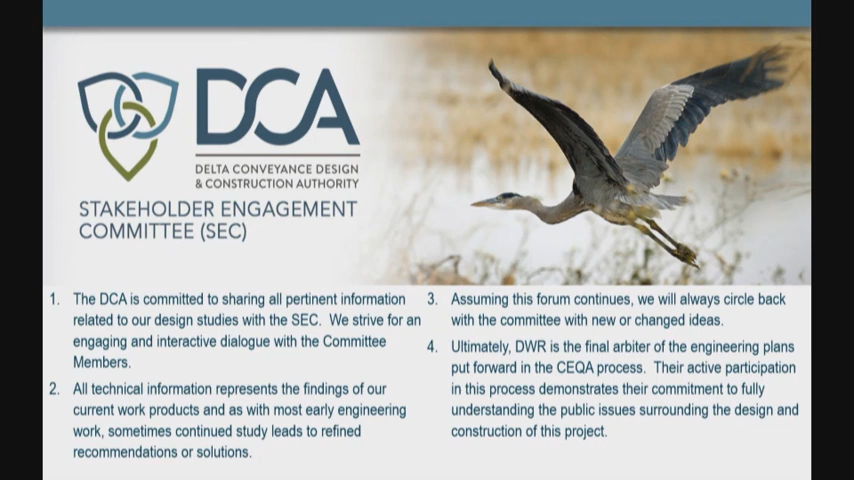 DCA
DELTA CONVEYANCE DESIGN
& CONSTRUCTION AUTHORITY
STAKEHOLDER ENGAGEMENT
COMMITTEE (SEC)
1. The DCA is committed to sharing all pertinent information
related to our design studies with the SEC. We strive for an
engaging and interactive dialogue with the Committee
Members.
2. All technical information represents the findings of our
current work products and as with most early engineering
work, sometimes continued study leads to refined
recommendations or solutions.
3. Assuming this forum continues, we will always circle back
with the committee with new or changed ideas.
4. Ultimately, DWR is the final arbiter of the engineering plans
put forward in the CEQA process. Their active participation
in this process demonstrates their commitment to fully
understanding the public issues surrounding the design and
construction of this project.